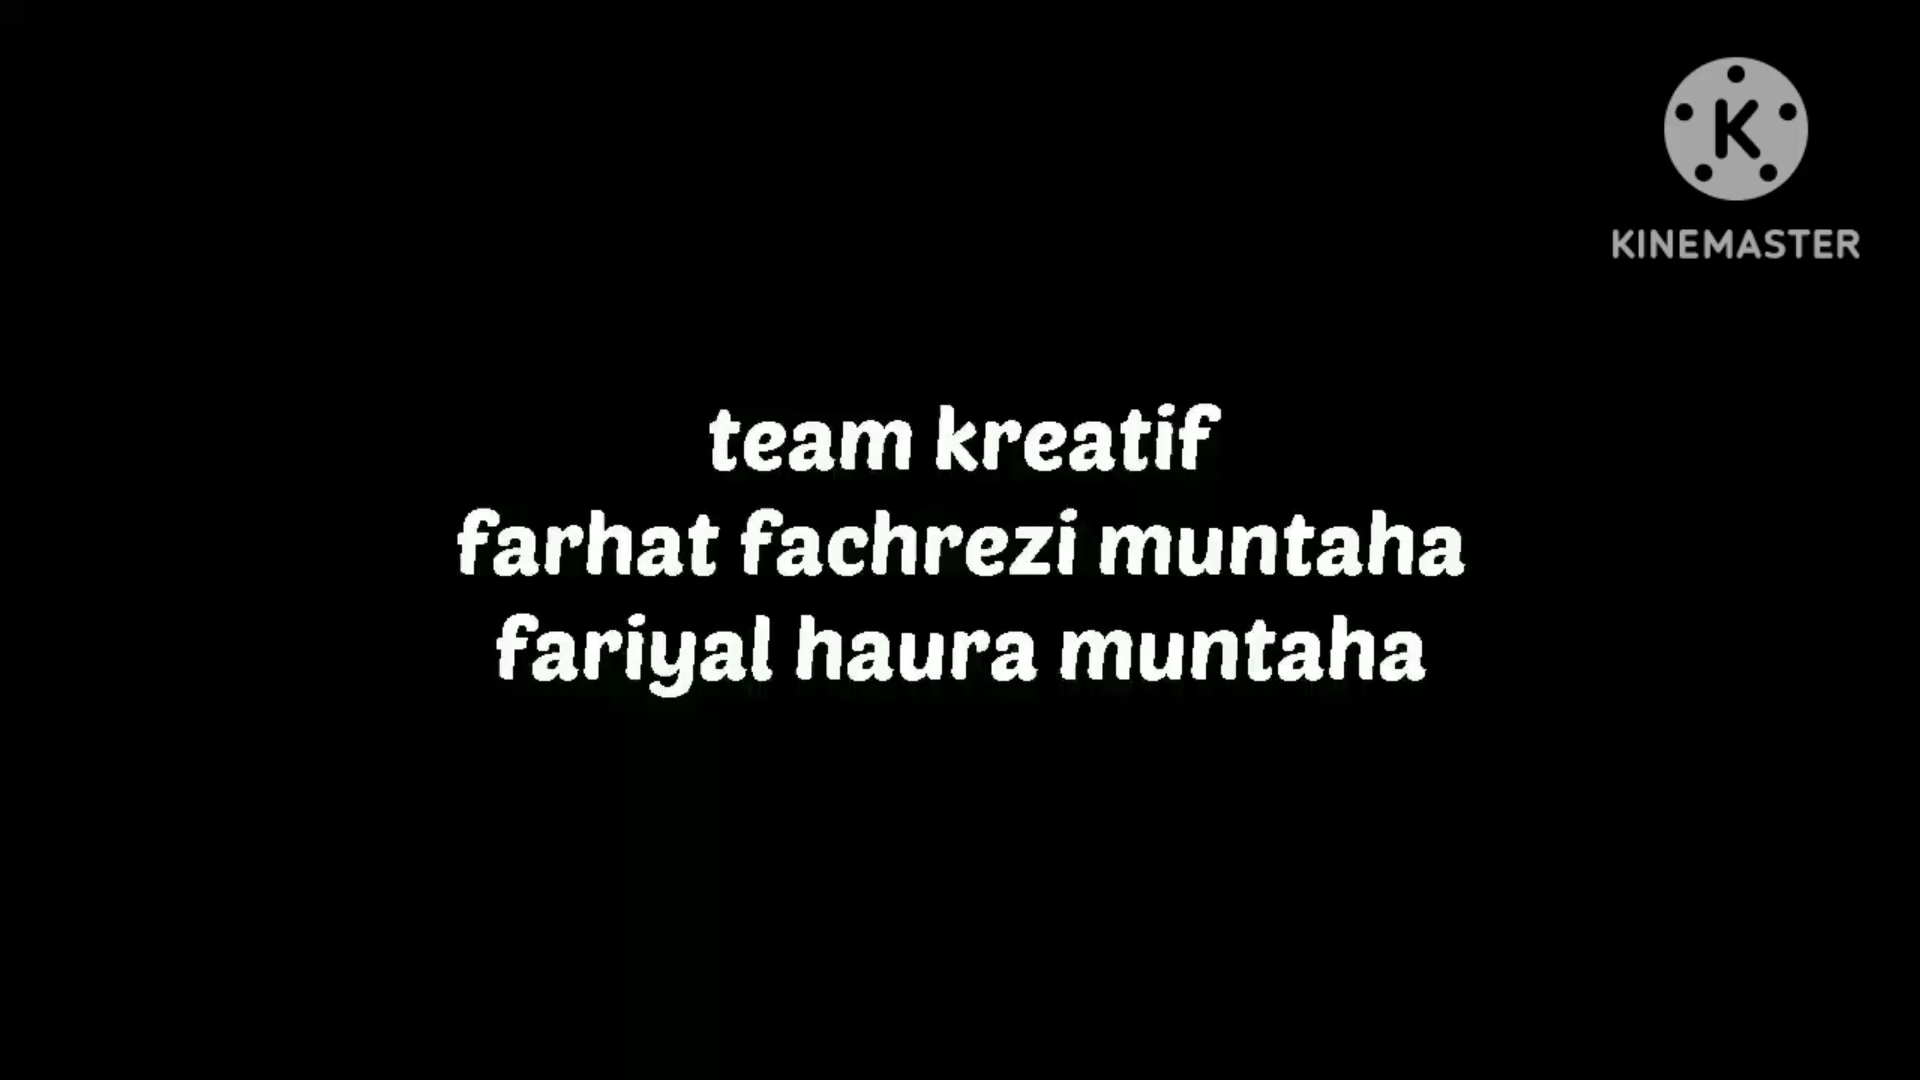 K
KINEMASTER
team kreatif
farhat fachrezi muntaha
fariyal haura muntaha